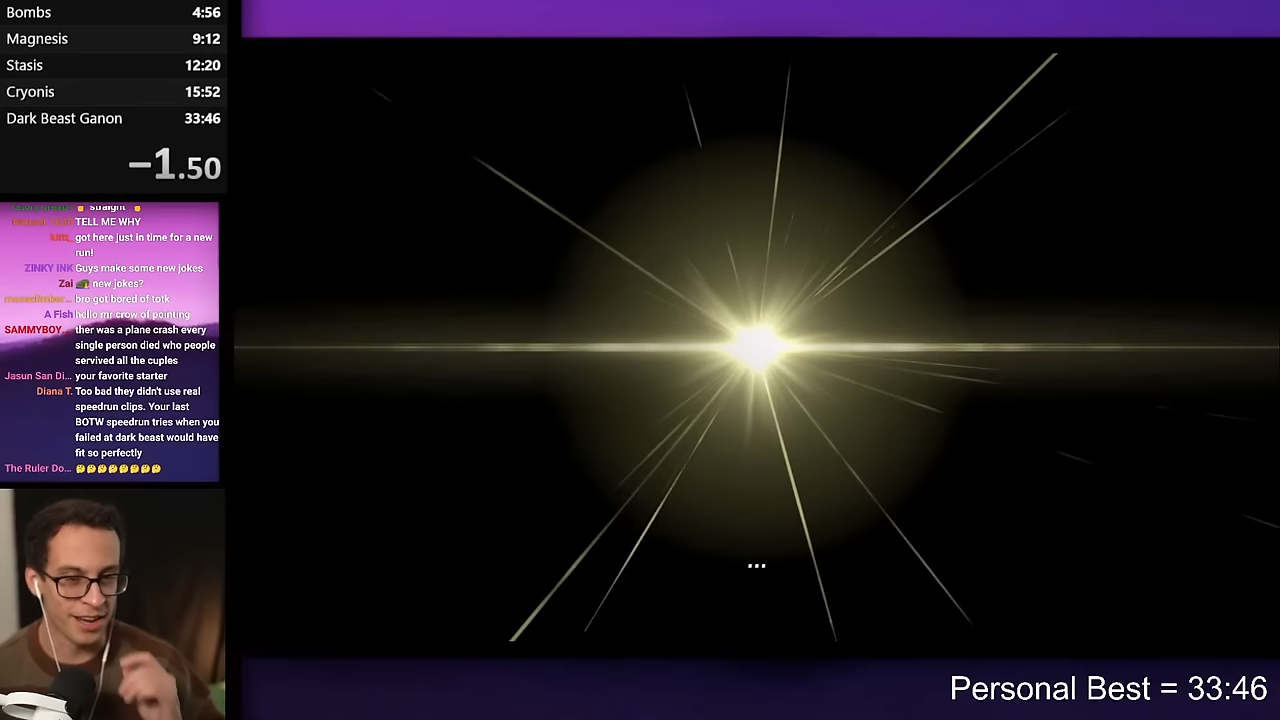 Bombs 4:56
Magnesis 9:12
Stasis 12:20
Cryonis 15:52
Dark Beast Ganon 33:46
−1.50
straight
TELL ME WHY
got here just in time for a new
run!
ZINKY INK Guys make some new jokes
Zai new jokes?
bro got bored of totk
A Fish hello mr crow of pointing
SAMMYBOY... ther was a plane crash every
single person died who people
servived all the cuples
Jasun San Di... your favorite starter
Diana T. Too bad they didn't use real
speedrun clips. Your last
BOTW speedrun tries when you
failed at dark beast would have
fit so perfectly
The Ruler Do...
...
Personal Best = 33:46